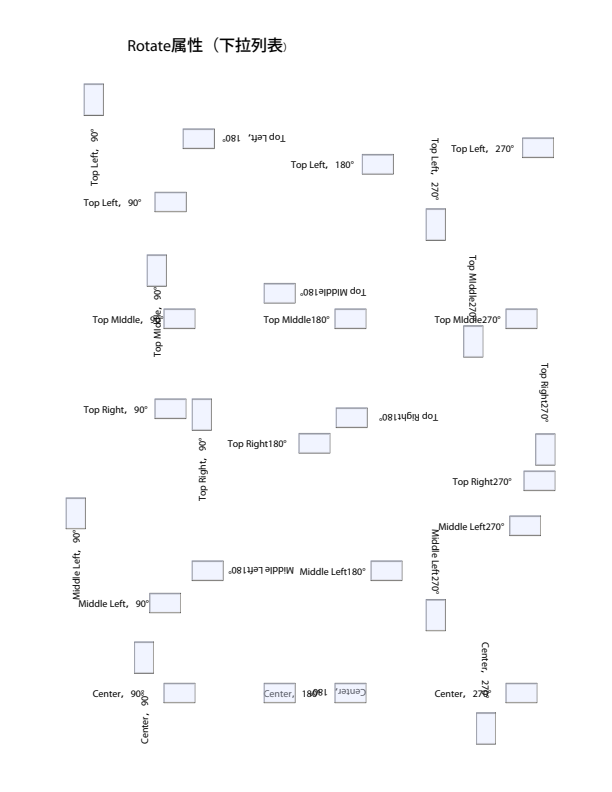 Rotate属性（下拉列表）
Top Left， 90°
Top Left， 180°
Top Left， 180°
Top Left， 270°
Top Left， 270°
Top Left， 90°
Top MIddle， 90°
Top MIddle180°
Top MIddle270°
Top MIddle， 90°
Top MIddle180°
Top MIddle270°
Top Right270°
Top Right， 90°
Top Right180°
Top Right， 90°
Top Right180°
Top Right270°
Middle Left270°
Middle Left， 90°
Middle Left270°
Middle Left180°
Middle Left180°
Middle Left， 90°
Center， 270°
Center， 90°
Center， 180°
Center， 180°
Center， 270°
Center， 90°